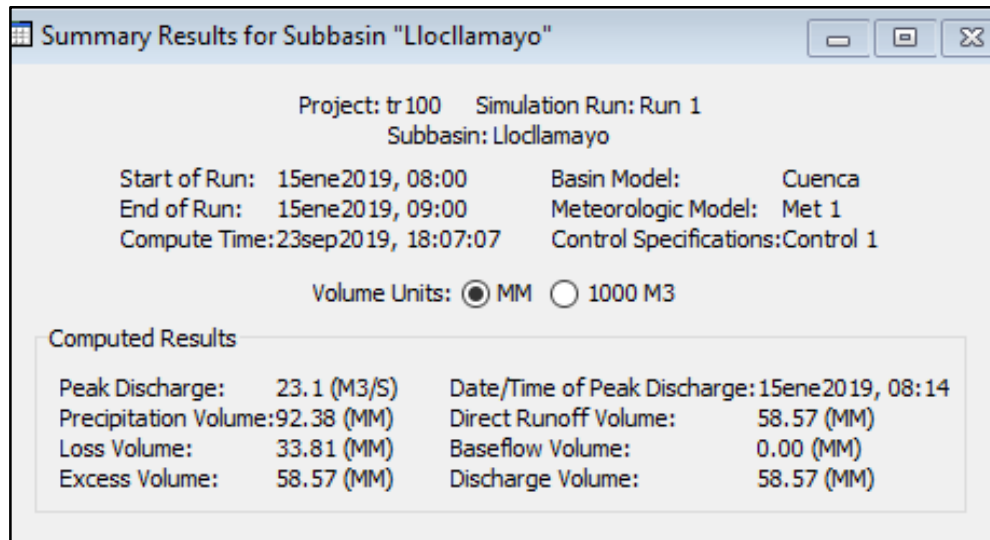 Summary Results for Subbasin "Llocllamayo"
Project: tr100 Simulation Run: Run 1
Subbasin: Llocllamayo
Start of Run: 15ene2019, 08:00 Basin Model: Cuenca
End of Run: 15ene2019, 09:00 Meteorologic Model: Met 1
Compute Time:23sep2019, 18:07:07 Control Specifications:Control 1
Volume Units: MM 1000 M3
Computed Results
Peak Discharge: 23.1 (M3/S) Date/Time of Peak Discharge:15ene2019, 08:14
Precipitation Volume:92.38 (MM) Direct Runoff Volume: 58.57 (MM)
Loss Volume: 33.81 (MM) Baseflow Volume: 0.00 (MM)
Excess Volume: 58.57 (MM) Discharge Volume: 58.57 (MM)